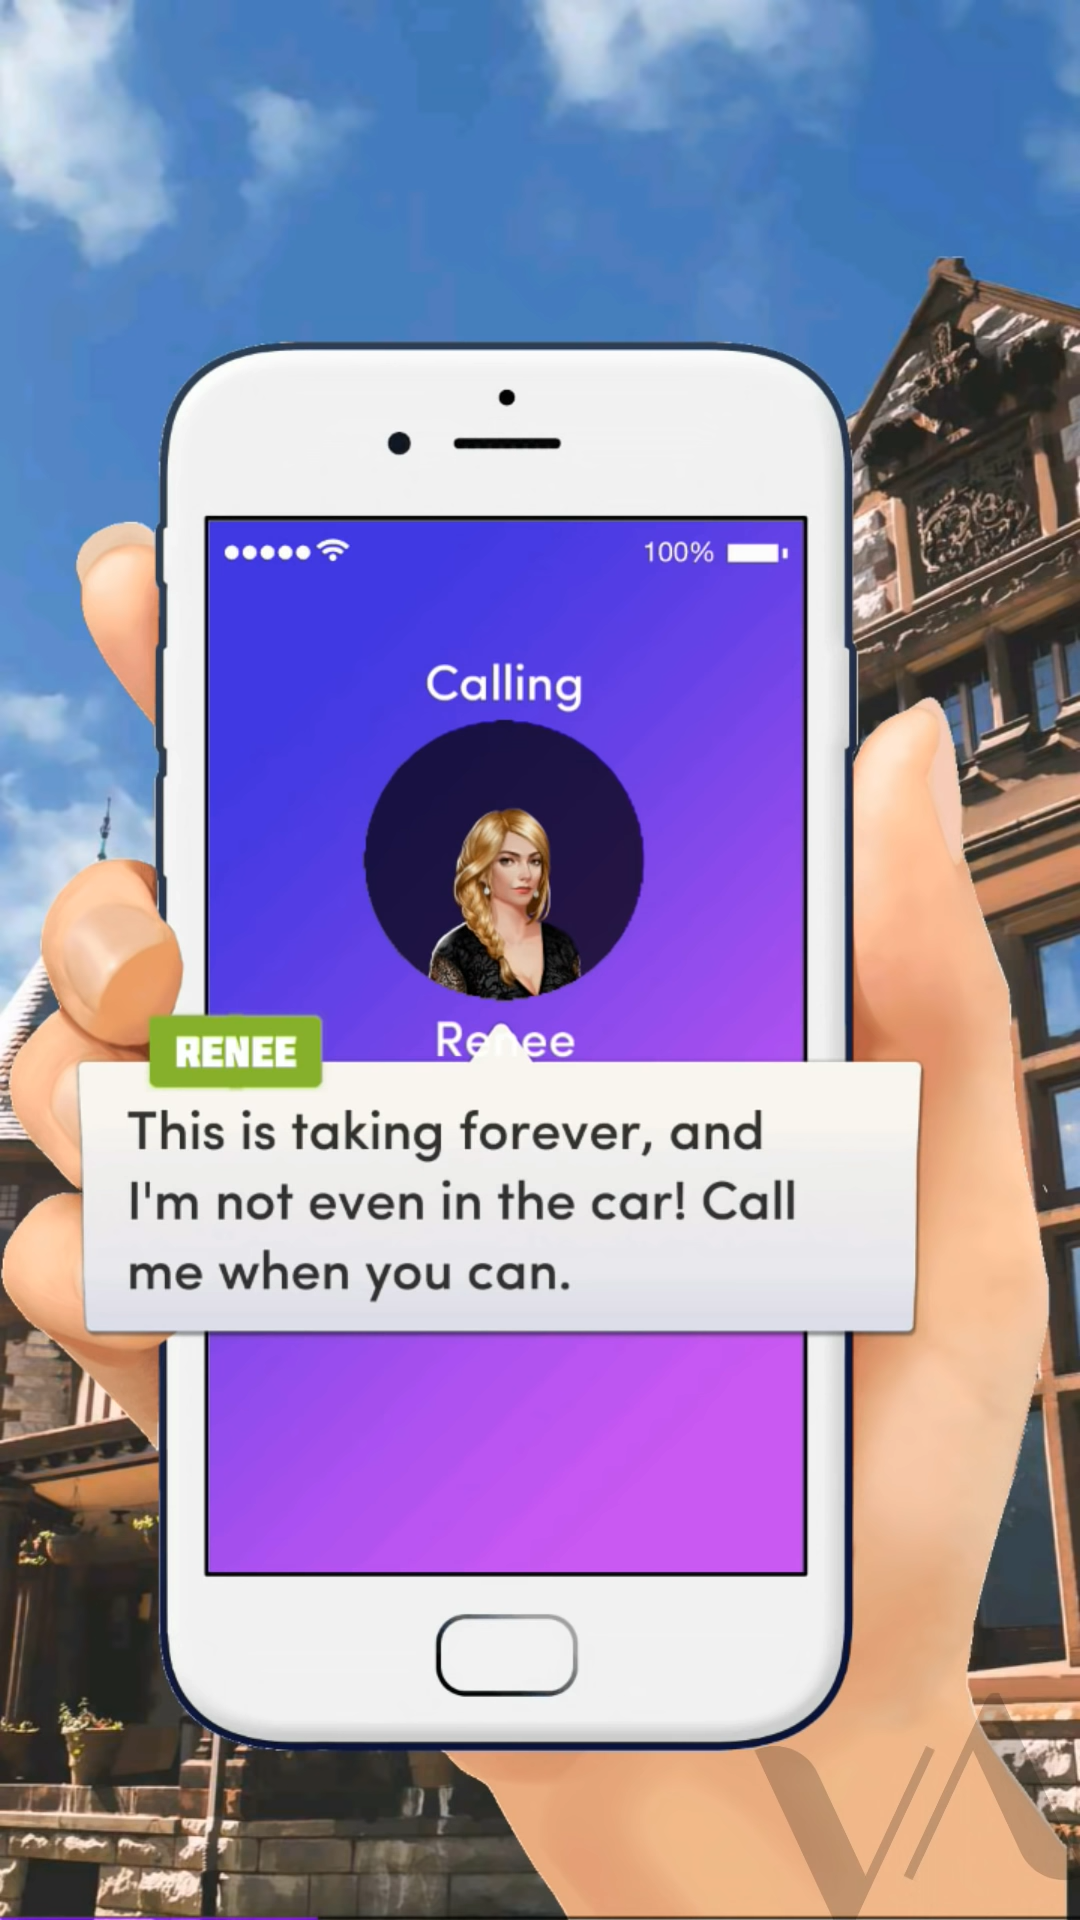 100%
Calling
Renee
RENEE
This is taking forever, and
I'm not even in the car! Call
me when you can.
VA